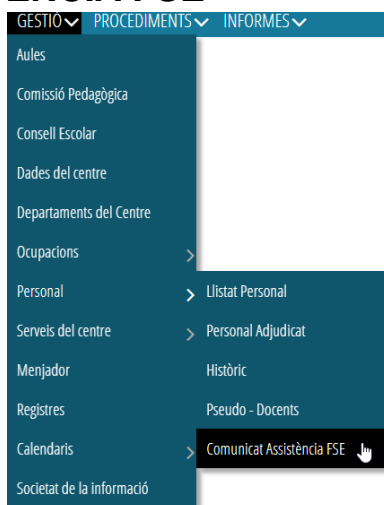 GESTIÓ PROCEDIMENTS INFORMES
Aules
Comissió Pedagògica
Consell Escolar
Dades del centre
Departaments del Centre
Ocupacions
Personal
Llistat Personal
Serveis del centre
Personal Adjudicat
Menjador
Històric
Registres
Pseudo - Docents
Calendaris
Comunicat Assistència FSE
Societat de la informació